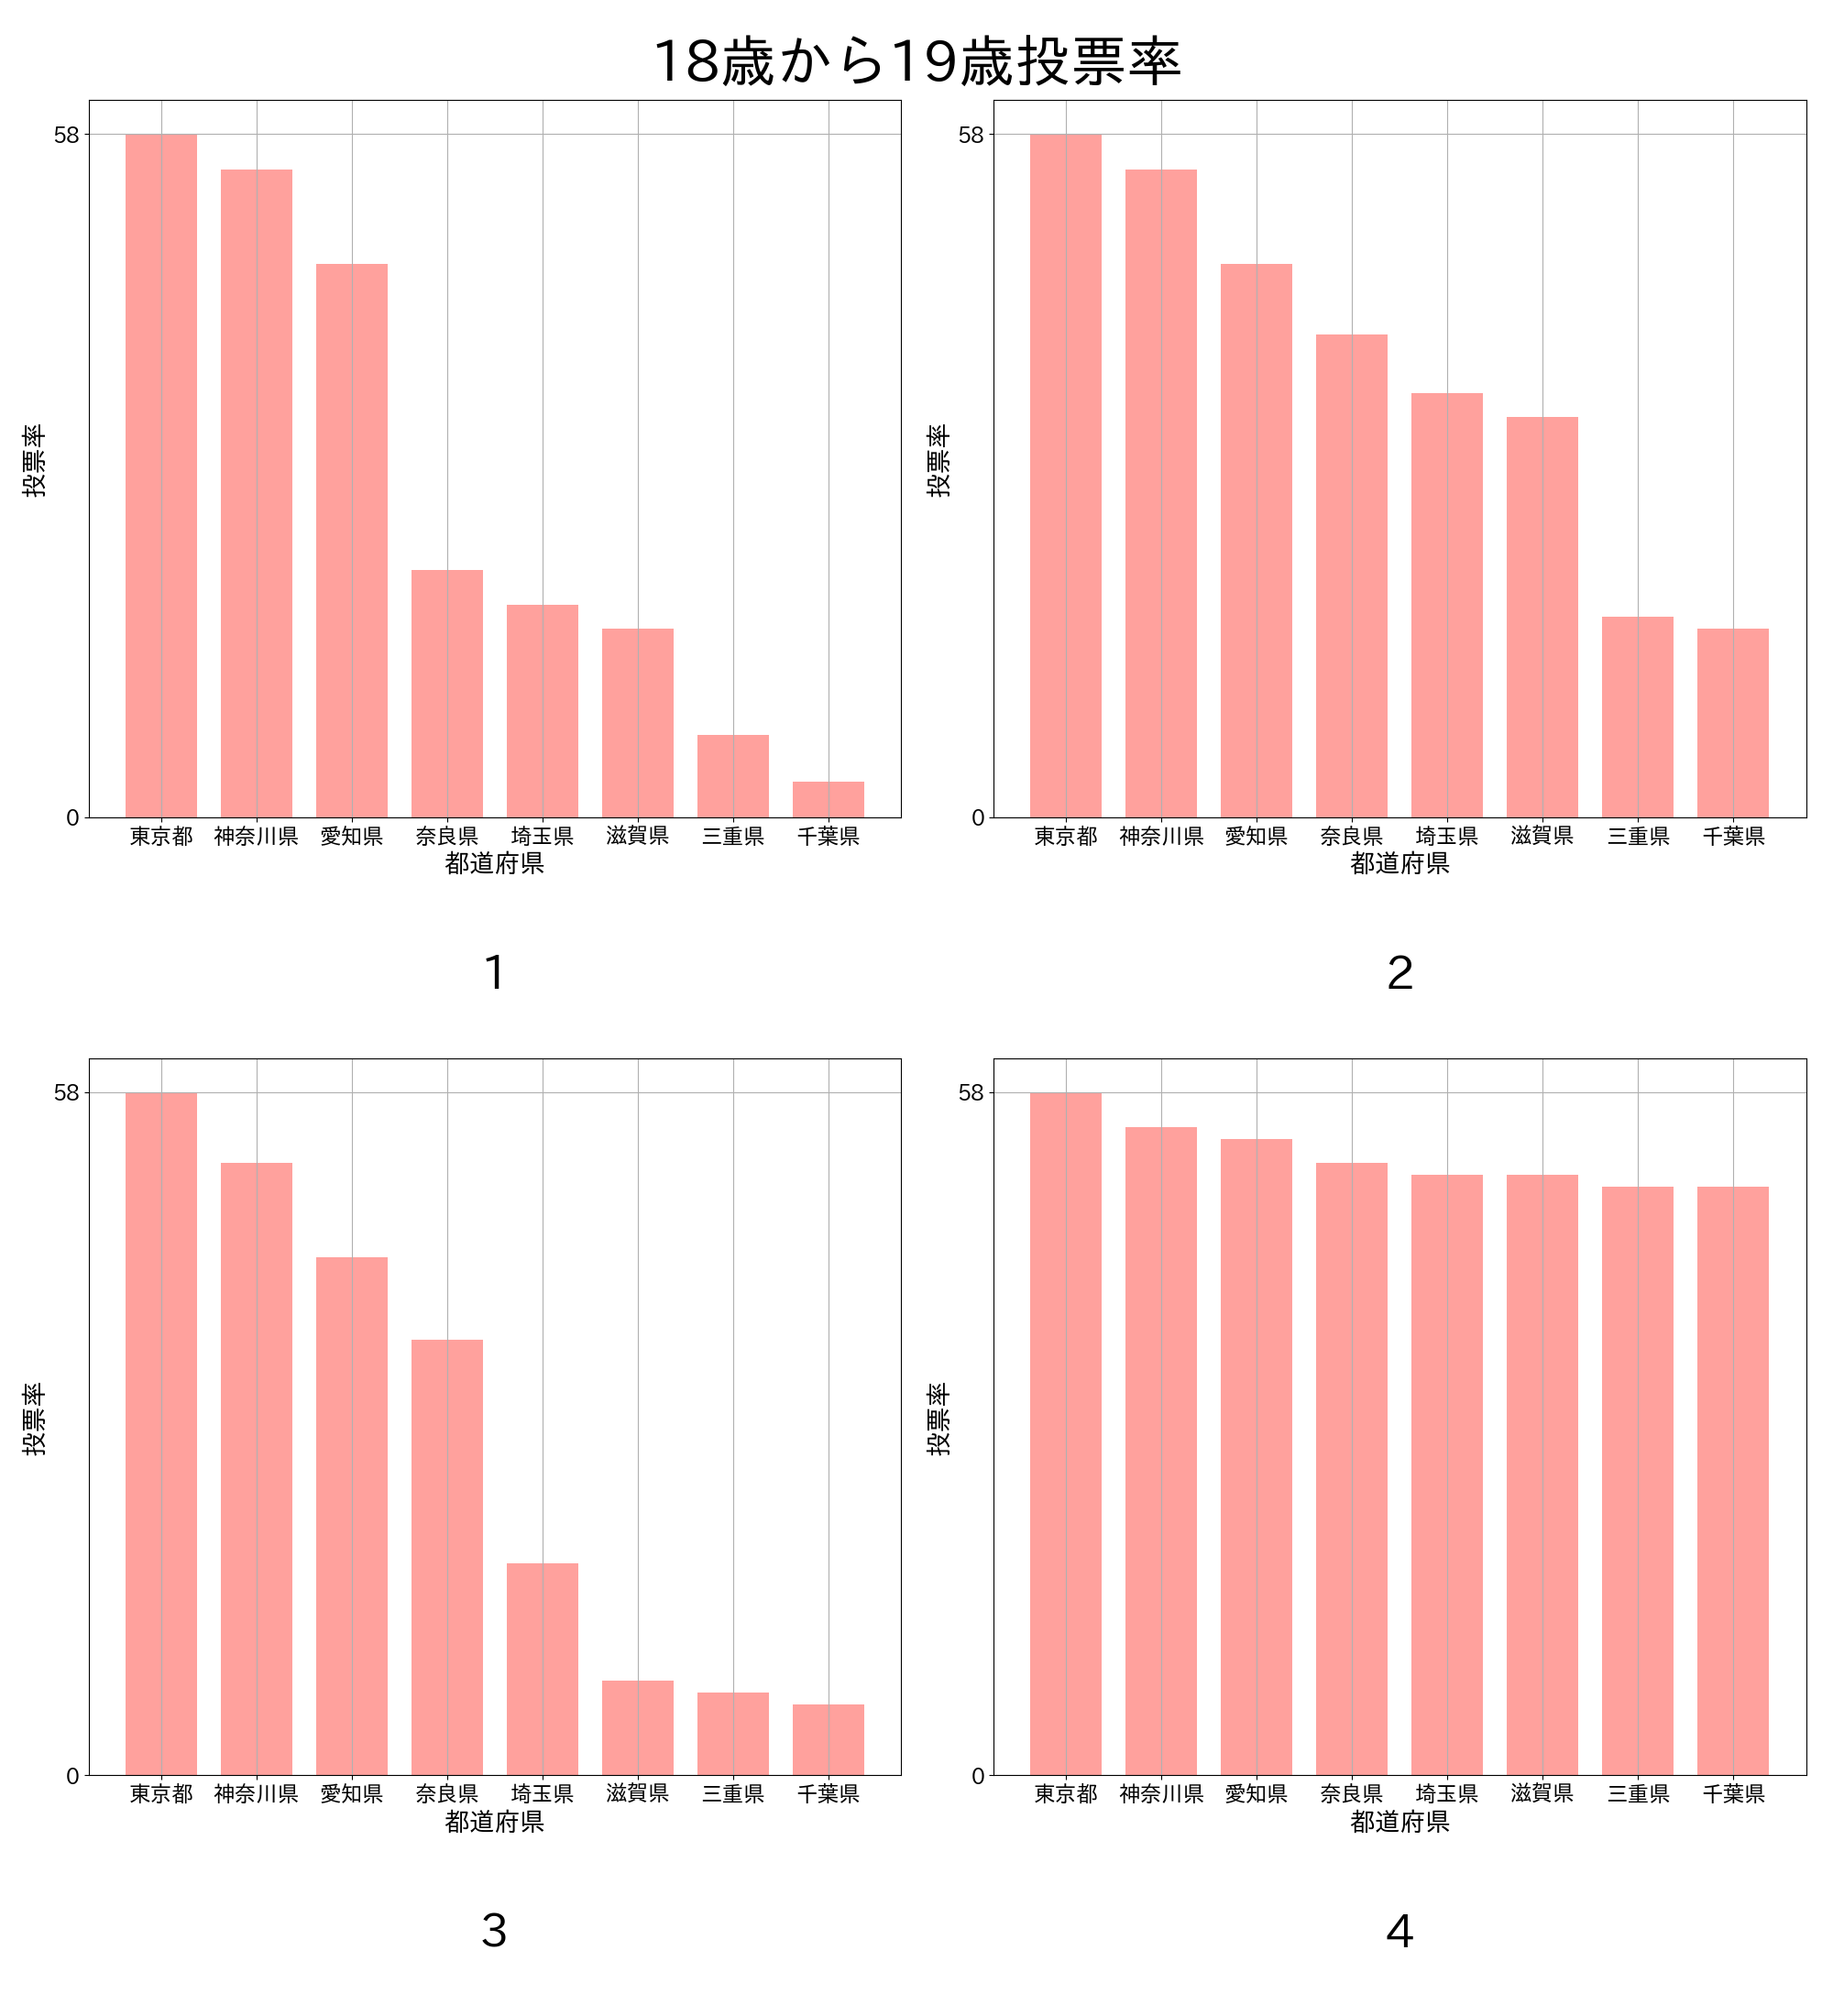 18歳から19歳投票率
58
0
投票率
東京都 神奈川県 愛知県 奈良県 埼玉県 滋賀県 三重県 千葉県
都道府県
1
58
0
投票率
東京都 神奈川県 愛知県 奈良県 埼玉県 滋賀県 三重県 千葉県
都道府県
2
58
0
投票率
東京都 神奈川県 愛知県 奈良県 埼玉県 滋賀県 三重県 千葉県
都道府県
3
58
0
投票率
東京都 神奈川県 愛知県 奈良県 埼玉県 滋賀県 三重県 千葉県
都道府県
4